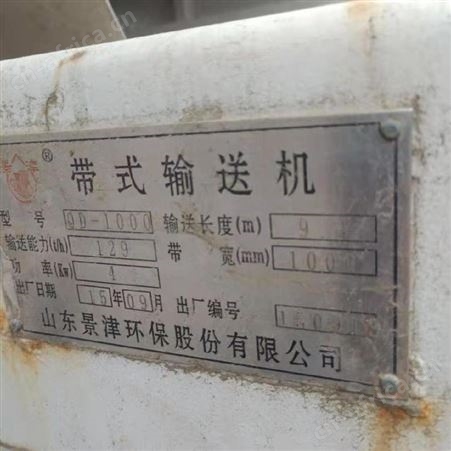 ® 带式输送机
型 号 QD-1000 输送长度(m) 9
输送能力(t/h) 129 带 宽(mm)
功 率(Kw) 4
出厂日期 15年09月 出厂编号
山东景津环保股份有限公司